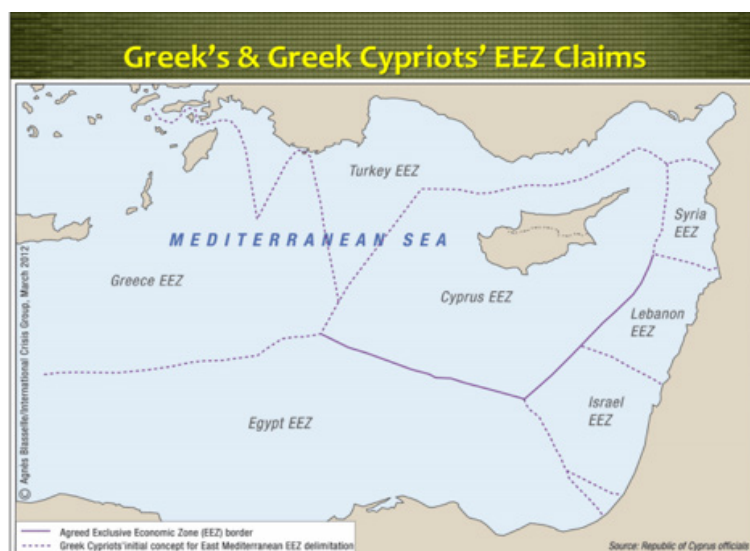 Greek's & Greek Cypriots' EEZ Claims
Turkey EEZ
MEDITERRANEAN SEA
Syria
EEZ
Greece EEZ
Cyprus EEZ
Lebanon
EEZ
Israel
EEZ
Egypt EEZ
© Agnès Blasselle/International Crisis Group, March 2012
Agreed Exclusive Economic Zone (EEZ) border
Greek Cypriots' initial concept for East Mediterranean EEZ delimitation
Source: Republic of Cyprus officials